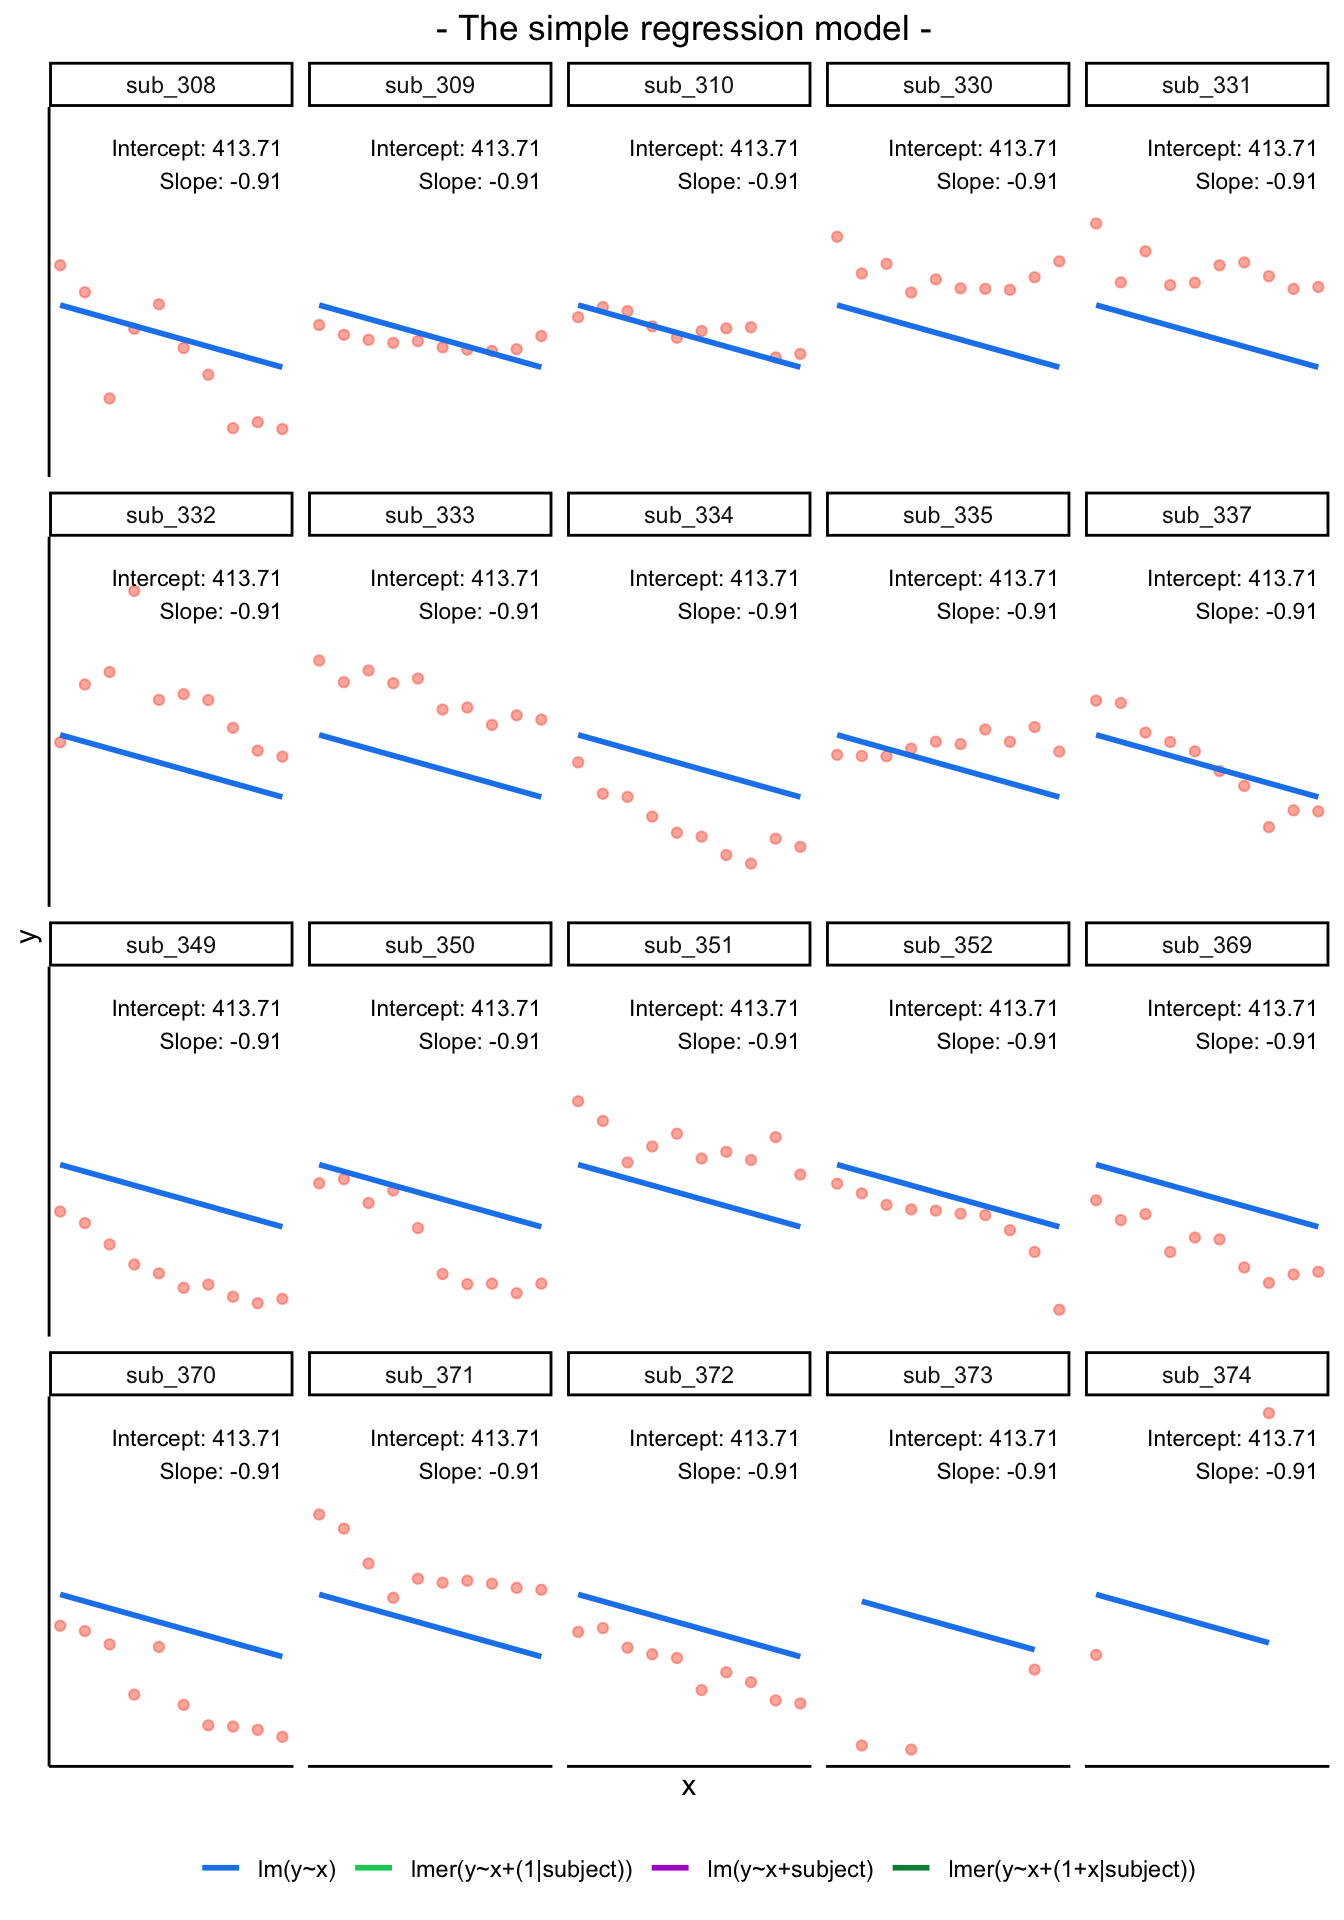 - The simple regression model -
sub_308
sub_309
sub_310
sub_330
sub_331
Intercept: 413.71
Slope: -0.91
Intercept: 413.71
Slope: -0.91
Intercept: 413.71
Slope: -0.91
Intercept: 413.71
Slope: -0.91
Intercept: 413.71
Slope: -0.91
sub_332
sub_333
sub_334
sub_335
sub_337
Intercept: 413.71
Slope: -0.91
Intercept: 413.71
Slope: -0.91
Intercept: 413.71
Slope: -0.91
Intercept: 413.71
Slope: -0.91
Intercept: 413.71
Slope: -0.91
y
sub_349
sub_350
sub_351
sub_352
sub_369
Intercept: 413.71
Slope: -0.91
Intercept: 413.71
Slope: -0.91
Intercept: 413.71
Slope: -0.91
Intercept: 413.71
Slope: -0.91
Intercept: 413.71
Slope: -0.91
sub_370
sub_371
sub_372
sub_373
sub_374
Intercept: 413.71
Slope: -0.91
Intercept: 413.71
Slope: -0.91
Intercept: 413.71
Slope: -0.91
Intercept: 413.71
Slope: -0.91
Intercept: 413.71
Slope: -0.91
x
lm(y~x)
lmer(y~x+(1|subject))
lm(y~x+subject)
lmer(y~x+(1+x|subject))